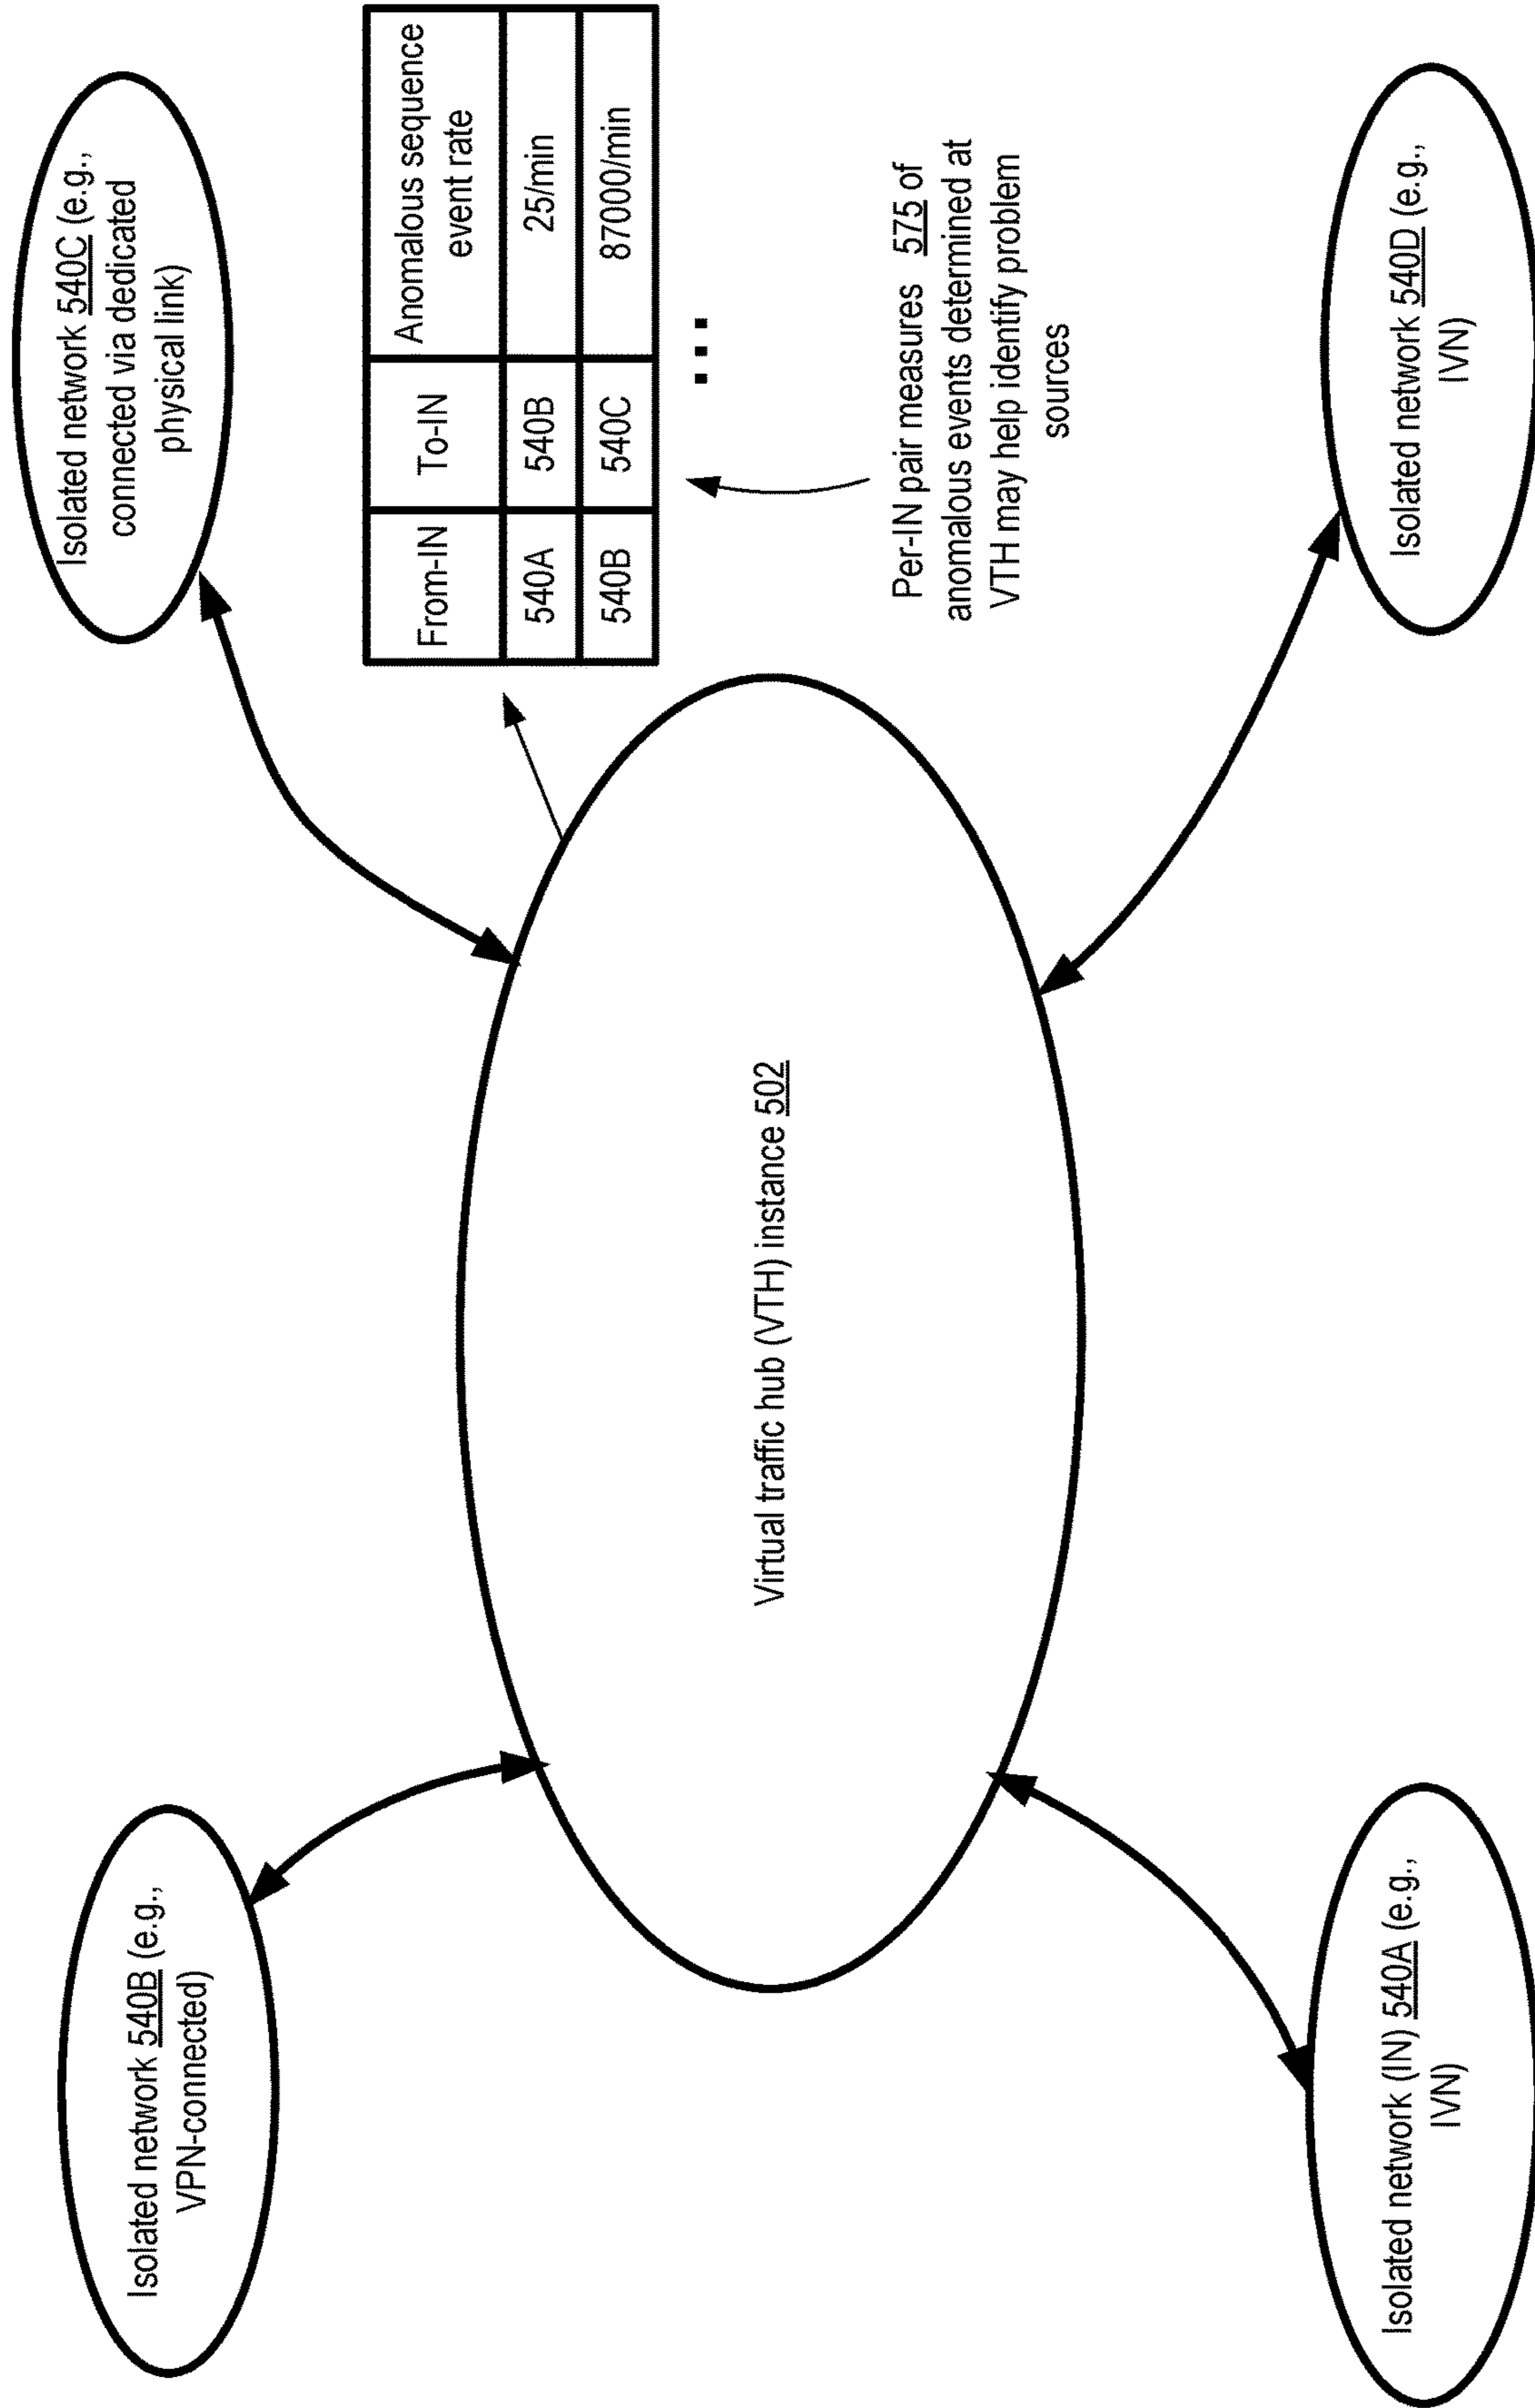 Isolated network 540B (e.g.,
VPN-connected)
Isolated network 540C (e.g.,
connected via dedicated
physical link)
From-IN To-IN Anomalous sequence
event rate
540A 540B 25/min
540B 540C 87000/min
...
Per-IN pair measures 575 of
anomalous events determined at
VTH may help identify problem
sources
Virtual traffic hub (VTH) instance 502
Isolated network (IN) 540A (e.g.,
IVN)
Isolated network 540D (e.g.,
IVN)